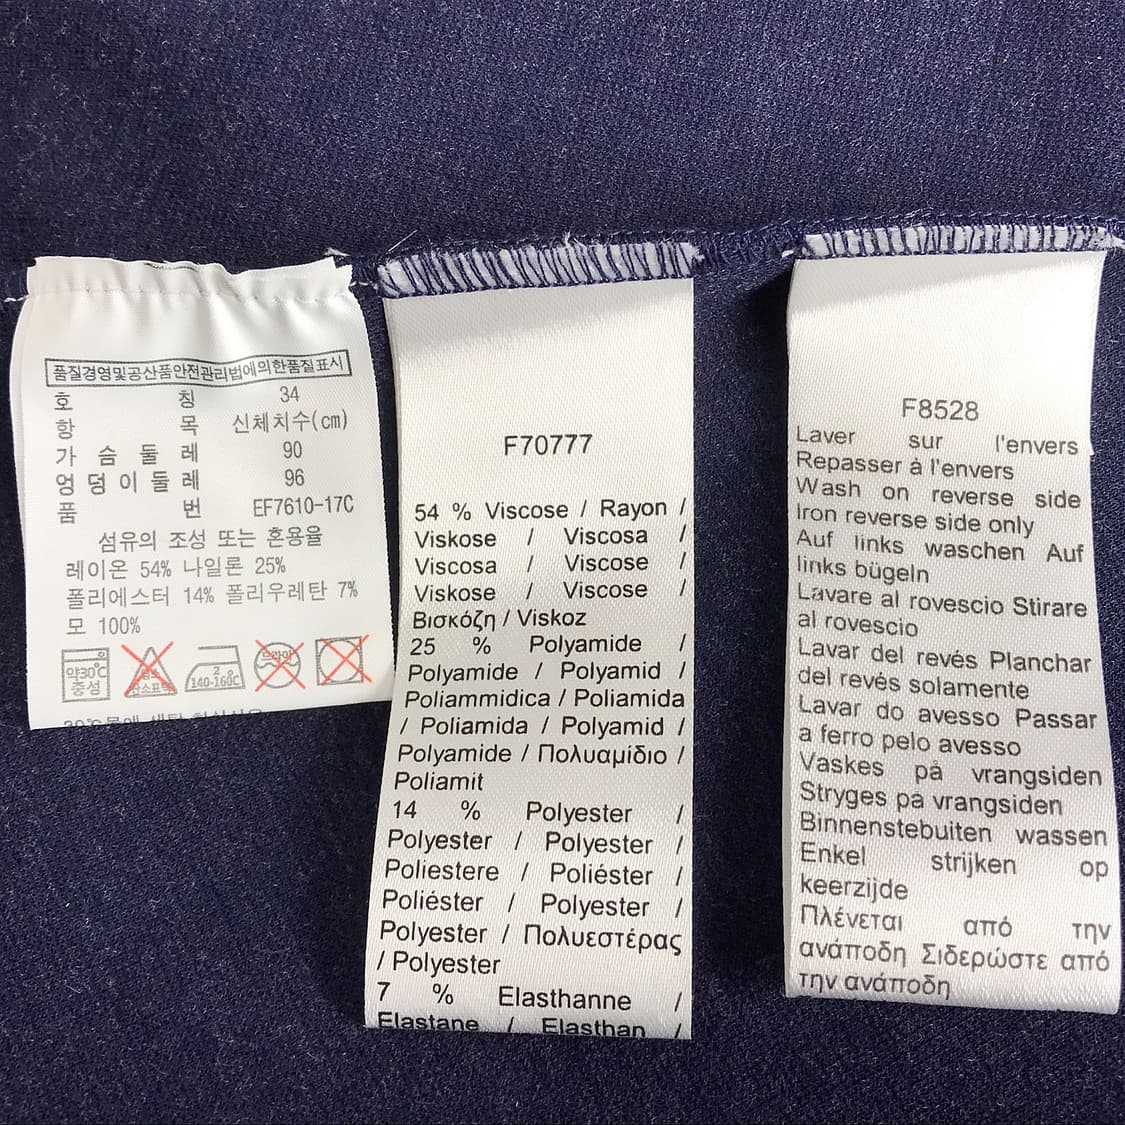 품질경영및공산품안전관리법에의한품질표시
호 칭 34
항 목 신체치수(cm)
가 슴 둘 레 90
엉 덩 이 둘 레 96
품 번 EF7610-17C
섬유의 조성 또는 혼용율
레이온 54% 나일론 25%
폴리에스터 14% 폴리우레탄 7%
모 100%
약30℃
중성
2
140-160℃
드라이
F70777
54 % Viscose / Rayon /
Viskose / Viscosa /
Viscosa / Viscose /
Viskose / Viscose /
Βισκόζη / Viskoz
25 % Polyamide /
Polyamide / Polyamid /
Poliammidica / Poliamida
/ Poliamida / Polyamid /
Polyamide / Πολυαμίδιο /
Poliamit
14 % Polyester /
Polyester / Polyester /
Poliestere / Poliéster /
Poliéster / Polyester /
Polyester / Πολυεστέρας
/ Polyester
7 % Elasthanne /
Elastane / Elasthan /
F8528
Laver sur l'envers
Repasser à l'envers
Wash on reverse side
Iron reverse side only
Auf links waschen Auf
links bügeln
Lavare al rovescio Stirare
al rovescio
Lavar del revés Planchar
del revés solamente
Lavar do avesso Passar
a ferro pelo avesso
Vaskes på vrangsiden
Stryges på vrangsiden
Binnenstebuiten wassen
Enkel strijken op
keerzijde
Πλένεται από την
ανάποδη Σιδερώστε από
την ανάποδη